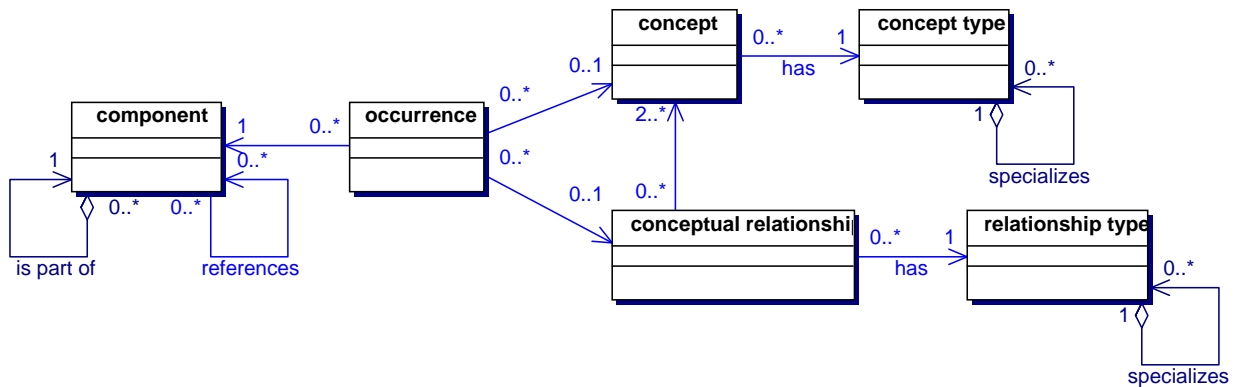 concept
concept type
0..*
1
has
0..1
0..*
0..*
2..*
1
specializes
component
occurrence
1
0..*
0..*
0..1
0..*
1
0..*
0..*
0..*
is part of
references
conceptual relationshi
relationship type
0..*
1
has
0..*
1
specializes